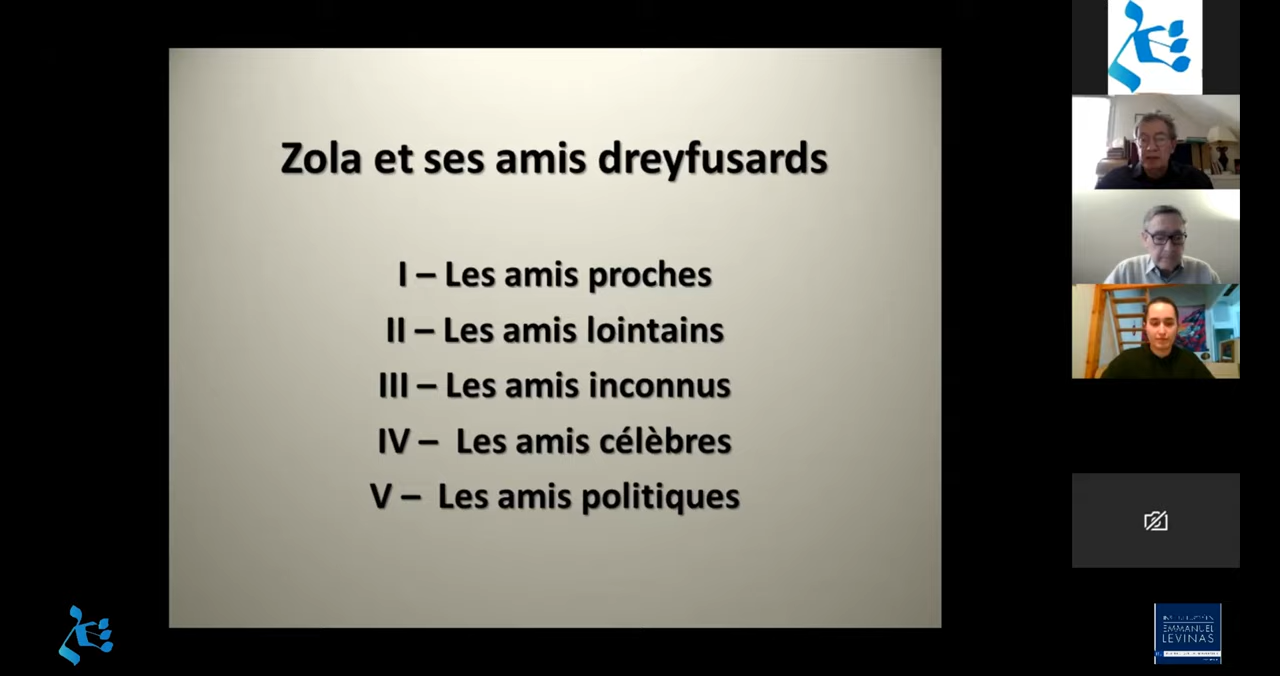 Zola et ses amis dreyfusards
I – Les amis proches
II – Les amis lointains
III – Les amis inconnus
IV – Les amis célèbres
V – Les amis politiques
EMMANUEL
LEVINAS